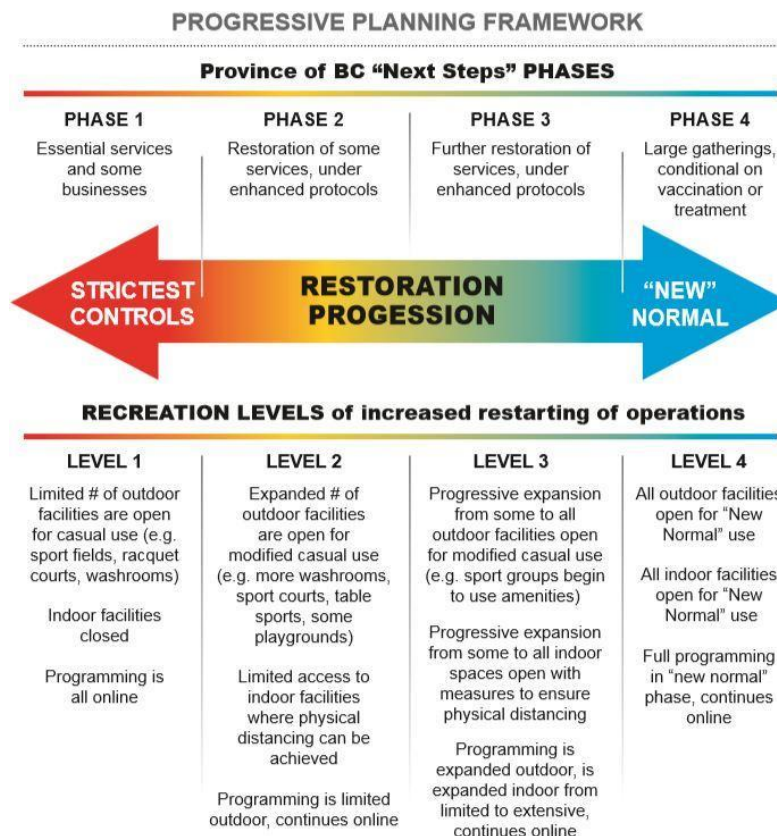 PROGRESSIVE PLANNING FRAMEWORK
Province of BC “Next Steps” PHASES
PHASE 1
Essential services
and some
businesses
PHASE 2
Restoration of some
services, under
enhanced protocols
PHASE 3
Further restoration of
services, under
enhanced protocols
PHASE 4
Large gatherings,
conditional on
vaccination or
treatment
STRICTEST
CONTROLS
RESTORATION
PROGESSION
“NEW”
NORMAL
RECREATION LEVELS of increased restarting of operations
LEVEL 1
Limited # of outdoor
facilities are open
for casual use (e.g.
sport fields, racquet
courts, washrooms)
Indoor facilities
closed
Programming is
all online
LEVEL 2
Expanded # of
outdoor facilities
are open for
modified casual use
(e.g. more washrooms,
sport courts, table
sports, some
playgrounds)
Limited access to
indoor facilities
where physical
distancing can be
achieved
Programming is limited
outdoor, continues online
LEVEL 3
Progressive expansion
from some to all
outdoor facilities open
for modified casual use
(e.g. sport groups begin
to use amenities)
Progressive expansion
from some to all indoor
spaces open with
measures to ensure
physical distancing
Programming is
expanded outdoor, is
expanded indoor from
limited to extensive,
continues online
LEVEL 4
All outdoor facilities
open for “New
Normal” use
All indoor facilities
open for “New
Normal” use
Full programming
in “new normal”
phase, continues
online